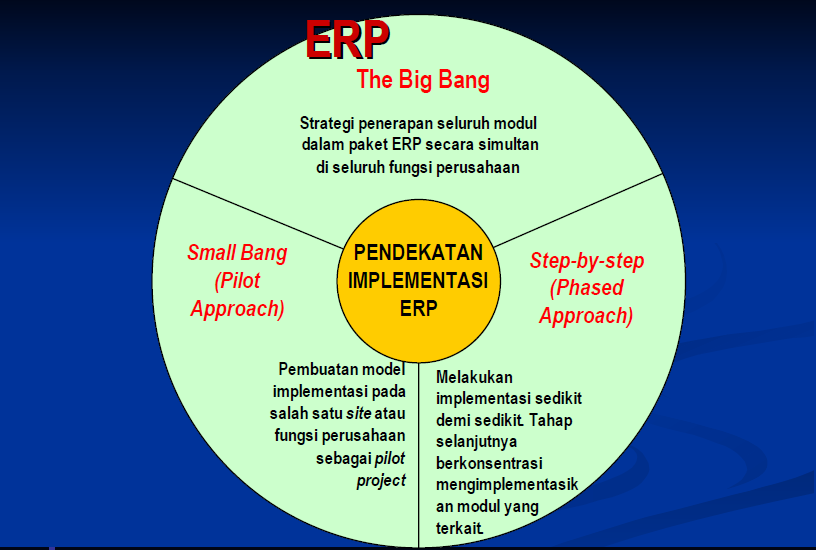 ERP
The Big Bang
Strategi penerapan seluruh modul
dalam paket ERP secara simultan
di seluruh fungsi perusahaan
Small Bang
(Pilot
Approach)
PENDEKATAN
IMPLEMENTASI
ERP
Step-by-step
(Phased
Approach)
Pembuatan model
implementasi pada
salah satu site atau
fungsi perusahaan
sebagai pilot
project
Melakukan
implementasi sedikit
demi sedikit. Tahap
selanjutnya
berkonsentrasi
mengimplementasik
an modul yang
terkait.